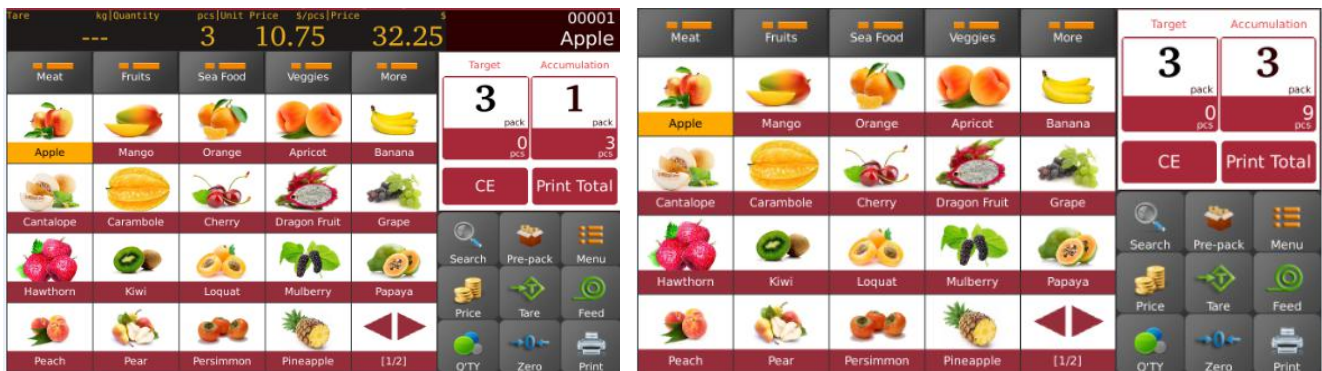 Tare kg|Quantity pcs|Unit Price $/pcs|Price $
--- 3 10.75 32.25
00001
Apple
Meat Fruits Sea Food Veggies More
Target Accumulation
3 1
pack pack
0 3
pcs pcs
CE Print Total
Apple Mango Orange Apricot Banana
Cantalope Carambole Cherry Dragon Fruit Grape
Hawthorn Kiwi Loquat Mulberry Papaya
Peach Pear Persimmon Pineapple [1/2]
Search Pre-pack Menu
Price Tare Feed
Q'TY Zero Print
Meat Fruits Sea Food Veggies More
Target Accumulation
3 3
pack pack
0 9
pcs pcs
CE Print Total
Apple Mango Orange Apricot Banana
Cantalope Carambole Cherry Dragon Fruit Grape
Hawthorn Kiwi Loquat Mulberry Papaya
Peach Pear Persimmon Pineapple [1/2]
Search Pre-pack Menu
Price Tare Feed
Q'TY Zero Print